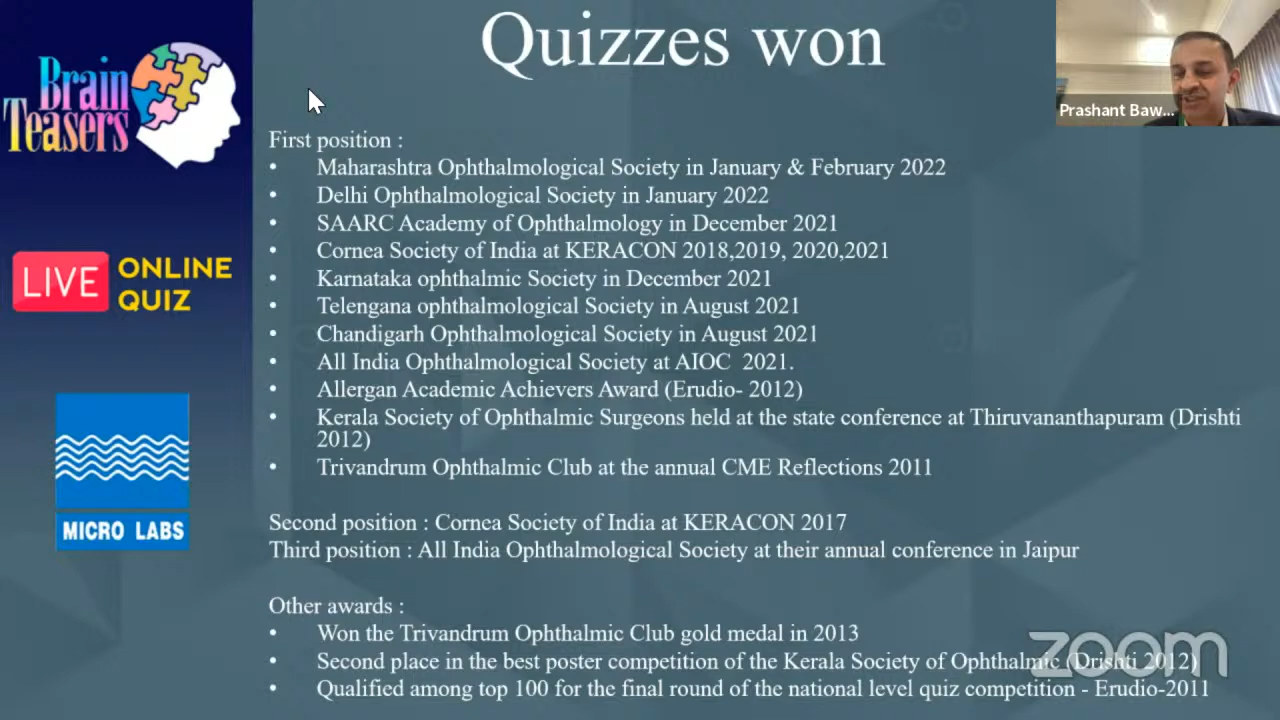 Quizzes won
Brain
Teasers
LIVE ONLINE
QUIZ
MICRO LABS
Prashant Baw...
First position :
• Maharashtra Ophthalmological Society in January & February 2022
• Delhi Ophthalmological Society in January 2022
• SAARC Academy of Ophthalmology in December 2021
• Cornea Society of India at KERACON 2018,2019, 2020,2021
• Karnataka ophthalmic Society in December 2021
• Telengana ophthalmological Society in August 2021
• Chandigarh Ophthalmological Society in August 2021
• All India Ophthalmological Society at AIOC 2021.
• Allergan Academic Achievers Award (Erudio- 2012)
• Kerala Society of Ophthalmic Surgeons held at the state conference at Thiruvananthapuram (Drishti
2012)
• Trivandrum Ophthalmic Club at the annual CME Reflections 2011
Second position : Cornea Society of India at KERACON 2017
Third position : All India Ophthalmological Society at their annual conference in Jaipur
Other awards :
• Won the Trivandrum Ophthalmic Club gold medal in 2013
• Second place in the best poster competition of the Kerala Society of Ophthalmic (Drishti 2012)
• Qualified among top 100 for the final round of the national level quiz competition - Erudio-2011
zoom